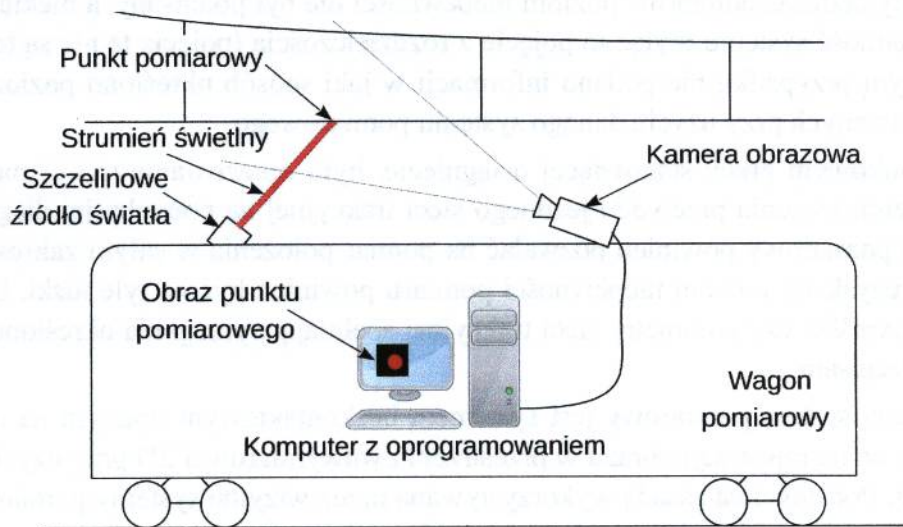 Punkt pomiarowy
Strumień świetlny
Szczelinowe
źródło światła
Kamera obrazowa
Obraz punktu
pomiarowego
Wagon
pomiarowy
Komputer z oprogramowaniem